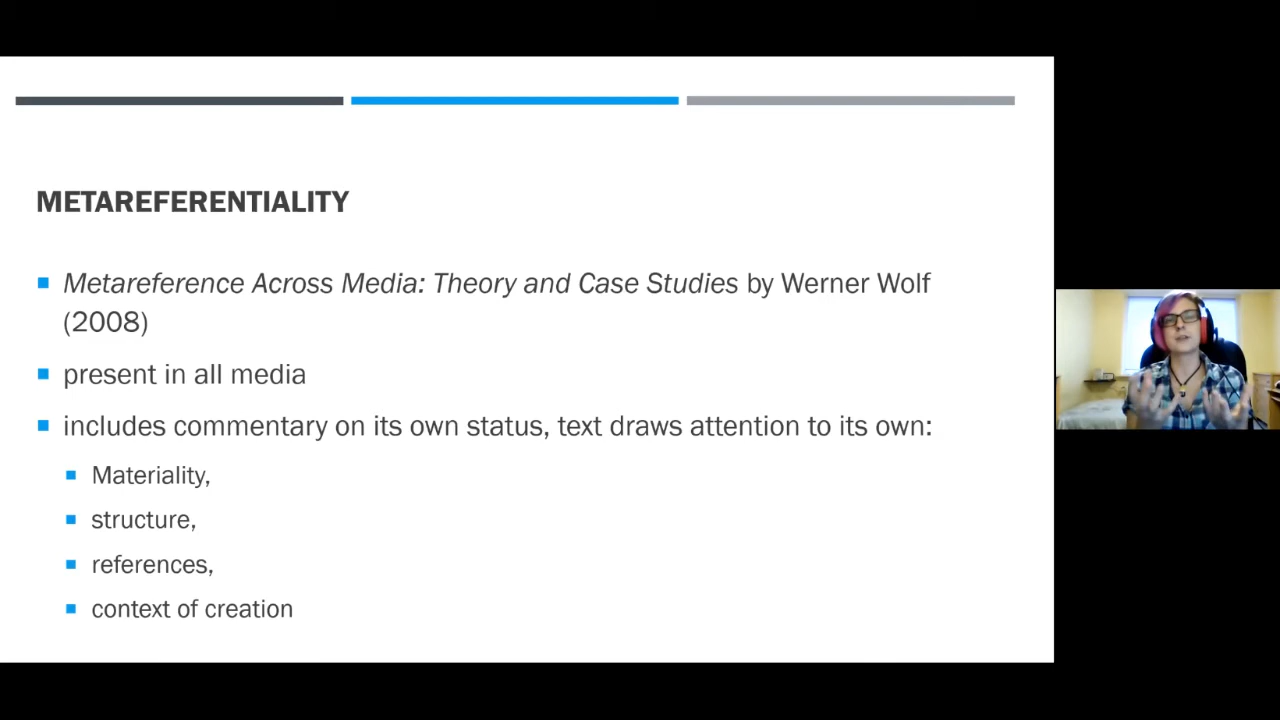 METAREFERENTIALITY
Metareference Across Media: Theory and Case Studies by Werner Wolf
(2008)
present in all media
includes commentary on its own status, text draws attention to its own:
Materiality,
structure,
references,
context of creation